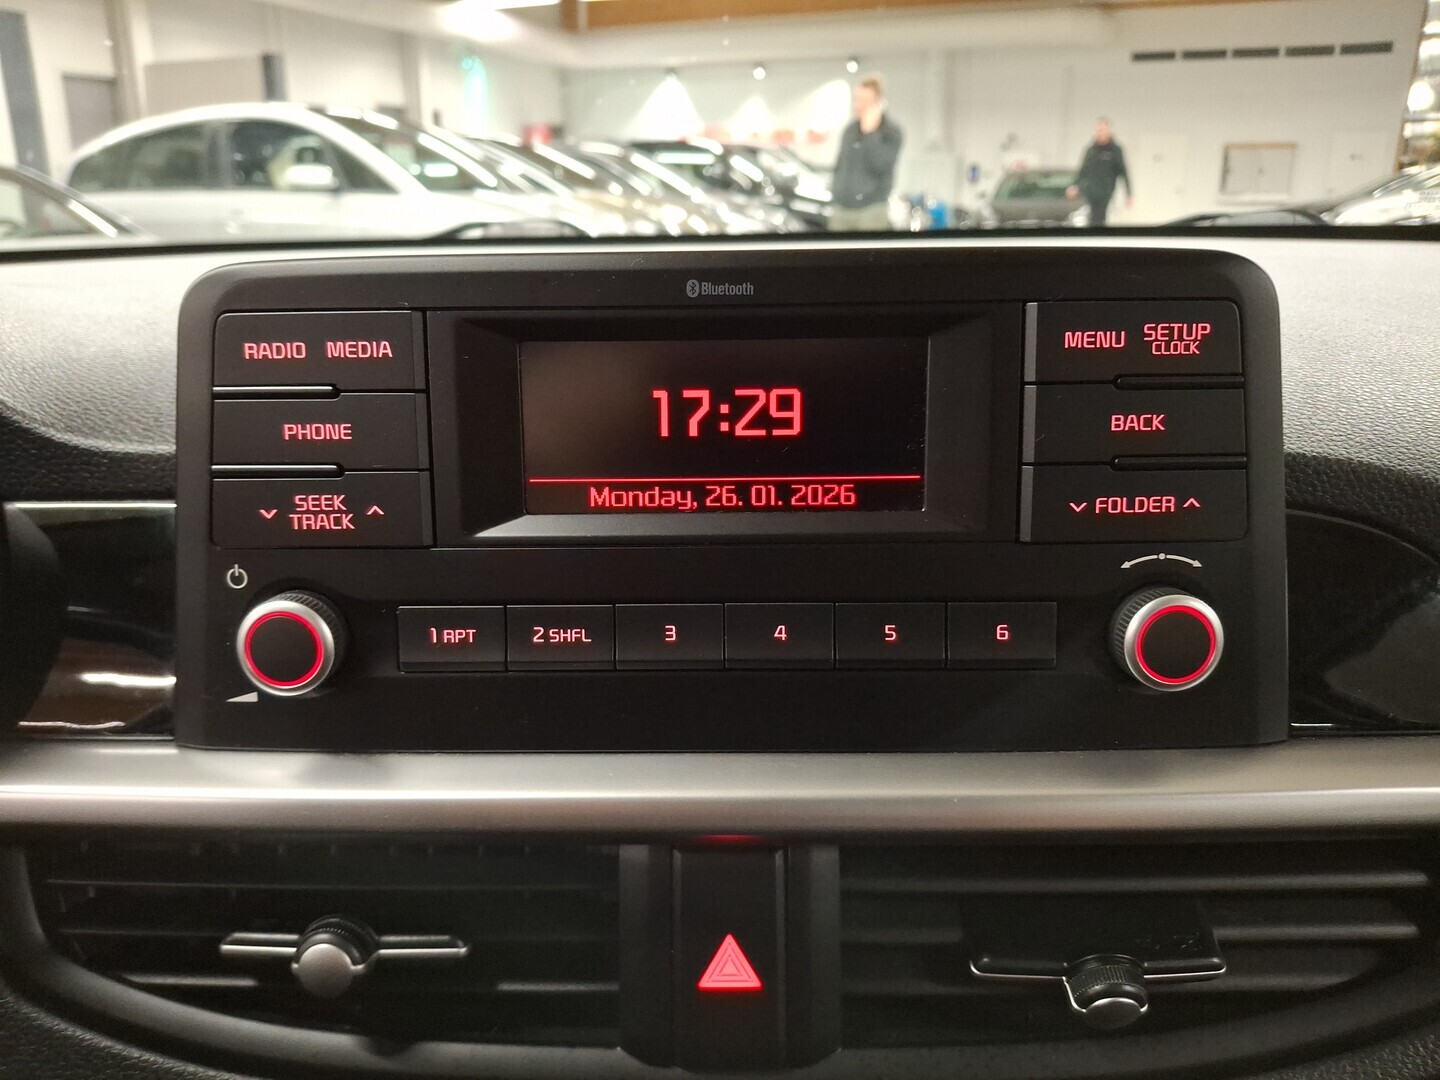 Bluetooth
RADIO MEDIA
PHONE
SEEK
TRACK
17:29
Monday, 26. 01. 2026
MENU SETUP
CLOCK
BACK
FOLDER
1 RPT 2 SHFL 3 4 5 6